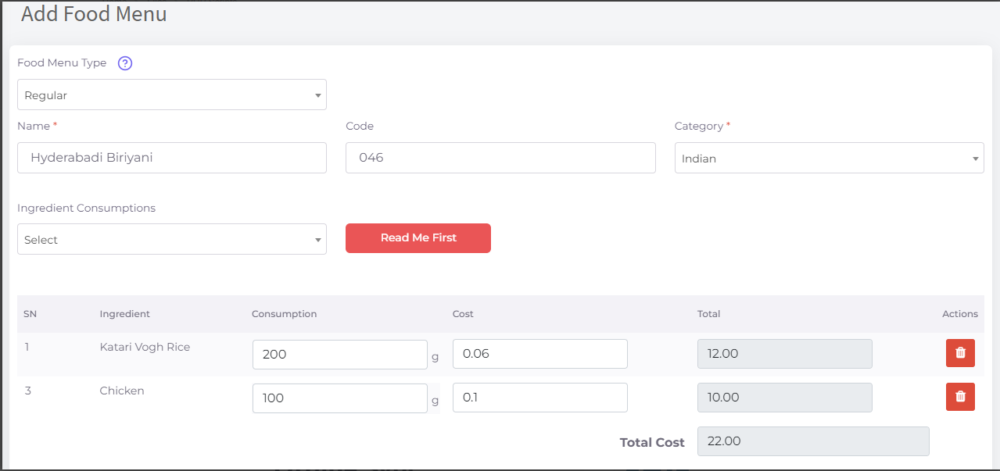 Add Food Menu
Food Menu Type ?
Regular
Name * Code Category *
Hyderabadi Biriyani 046 Indian
Ingredient Consumptions
Select Read Me First
SN Ingredient Consumption Cost Total Actions
1 Katari Vogh Rice 200 g 0.06 12.00
3 Chicken 100 g 0.1 10.00
Total Cost 22.00